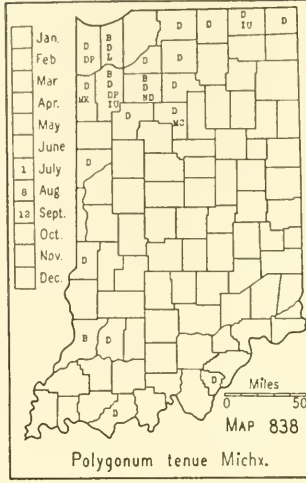 Jan.
Feb
Mar
Apr.
May
June
1 July
8 Aug
12 Sept.
Oct.
Nov.
Dec.
D DP
B D L
D
D
D IU
D
D
D MX
B D DP IU
B D ND
D
D
D MC
D
D
B
D
D
D
Miles
0 50
MAP 838
Polygonum tenue Michx.